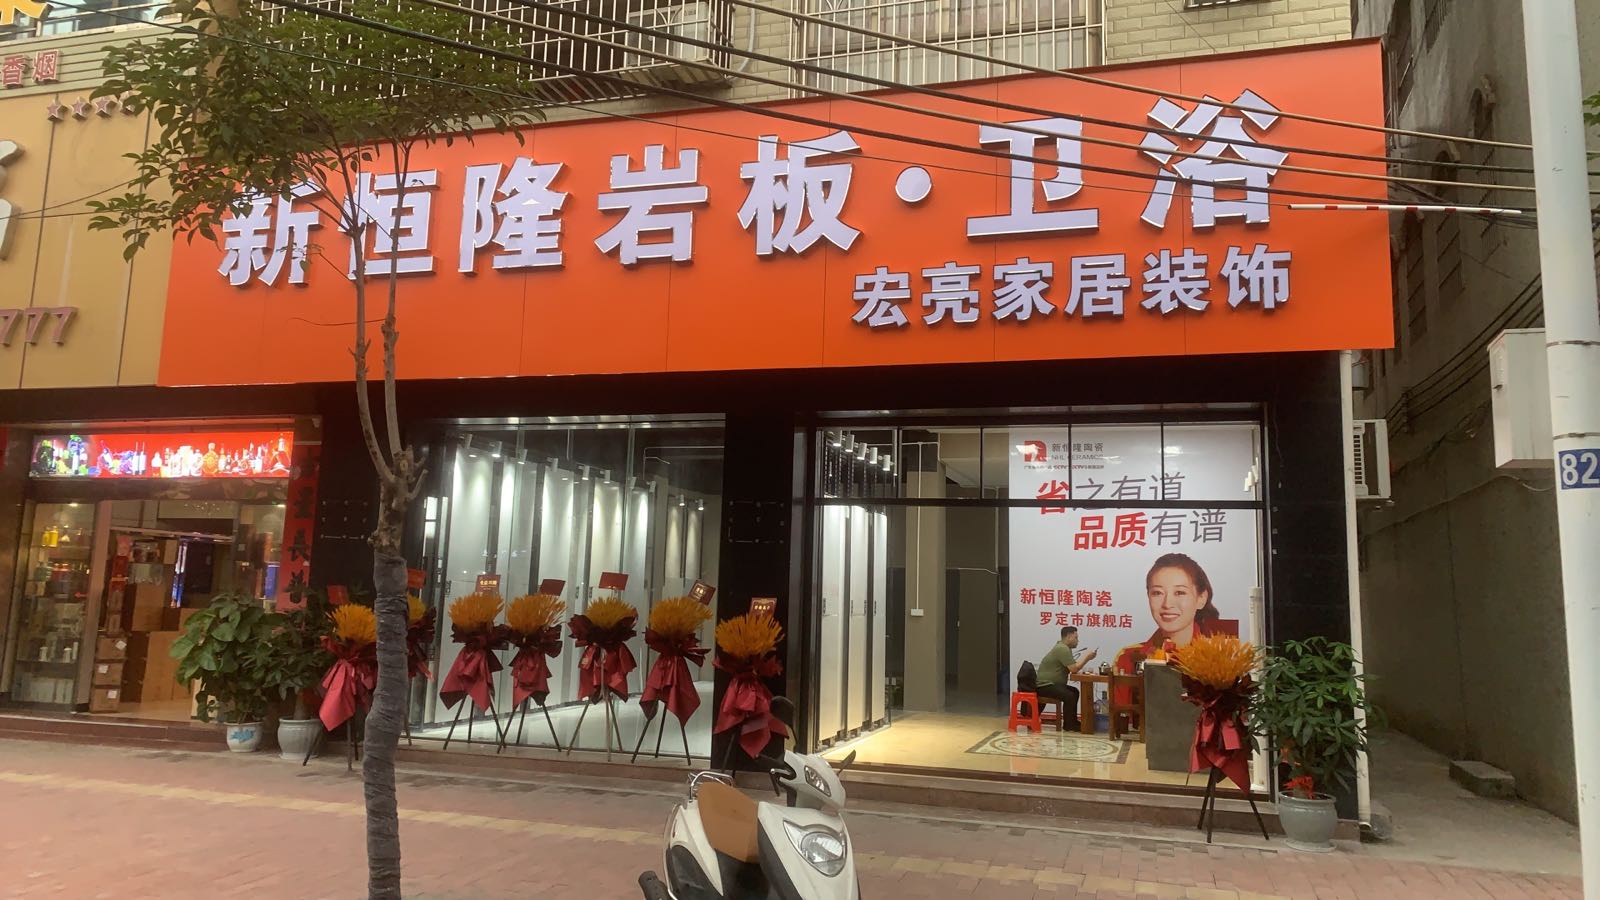 香烟
777
新恒隆岩板·卫浴
宏亮家居装饰
新恒隆陶瓷
省之有道
品质有谱
新恒隆陶瓷
罗定市旗舰店
82